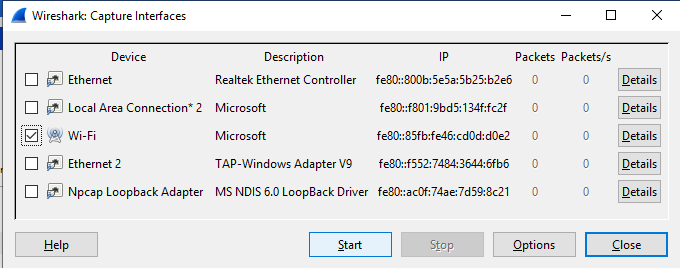 Wireshark: Capture Interfaces
Device Description IP Packets Packets/s
Ethernet Realtek Ethernet Controller fe80::800b:5e5a:5b25:b2e6 0 0 Details
Local Area Connection* 2 Microsoft fe80::f801:9bd5:134f:fc2f 0 0 Details
Wi-Fi Microsoft fe80::85fb:fe46:cd0d:d0e2 0 0 Details
Ethernet 2 TAP-Windows Adapter V9 fe80::f552:7484:3644:6fb6 0 0 Details
Npcap Loopback Adapter MS NDIS 6.0 LoopBack Driver fe80::ac0f:74ae:7d59:8c21 0 0 Details
Help Start Stop Options Close